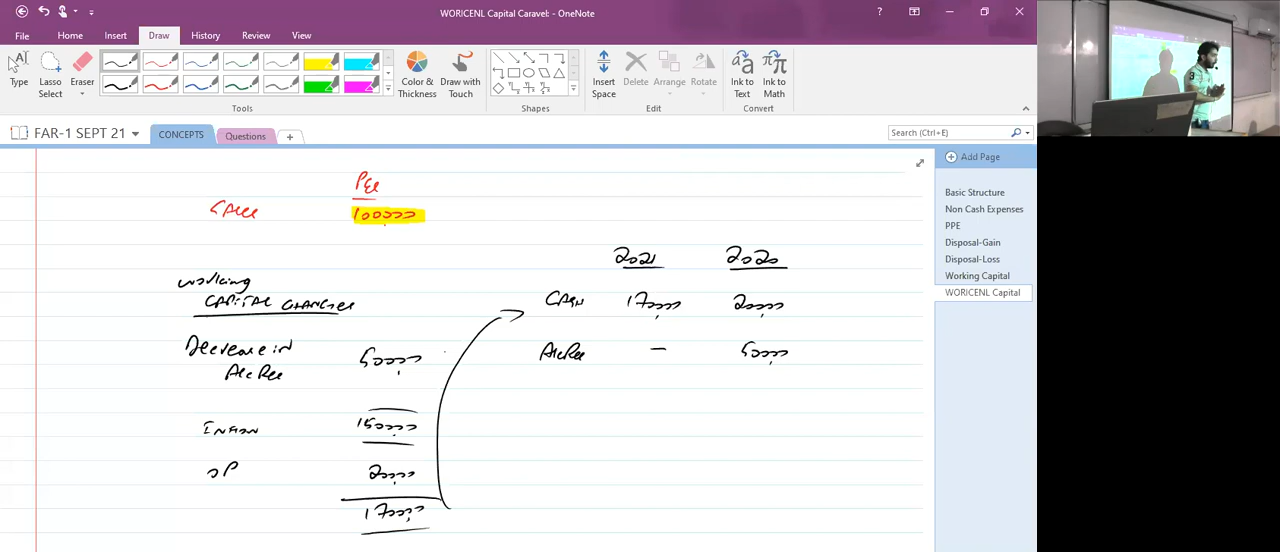 WORICENL Capital Caravel: - OneNote
File Home Insert Draw History View
Type
Lasso Select
Eraser
Color & Thickness
Draw with Touch
Insert Space
Delete
Arrange
Rotate
Ink to Text
Ink to Math
Tools
Shapes
Edit
Convert
FAR-1 SEPT 21
CONCEPTS
Questions
Search (Ctrl+E)
Add Page
Basic Structure
Non Cash Expenses
PPE
Disposal-Gain
Disposal-Loss
Working Capital
WORICENL Capital
100000
2021 2020
working
CAPITAL CHANGES
CASH 170000 20000
Decrease in
Acc Rec
50000
Acc Rec — 50000
Inflow 150000
OP 20000
170000